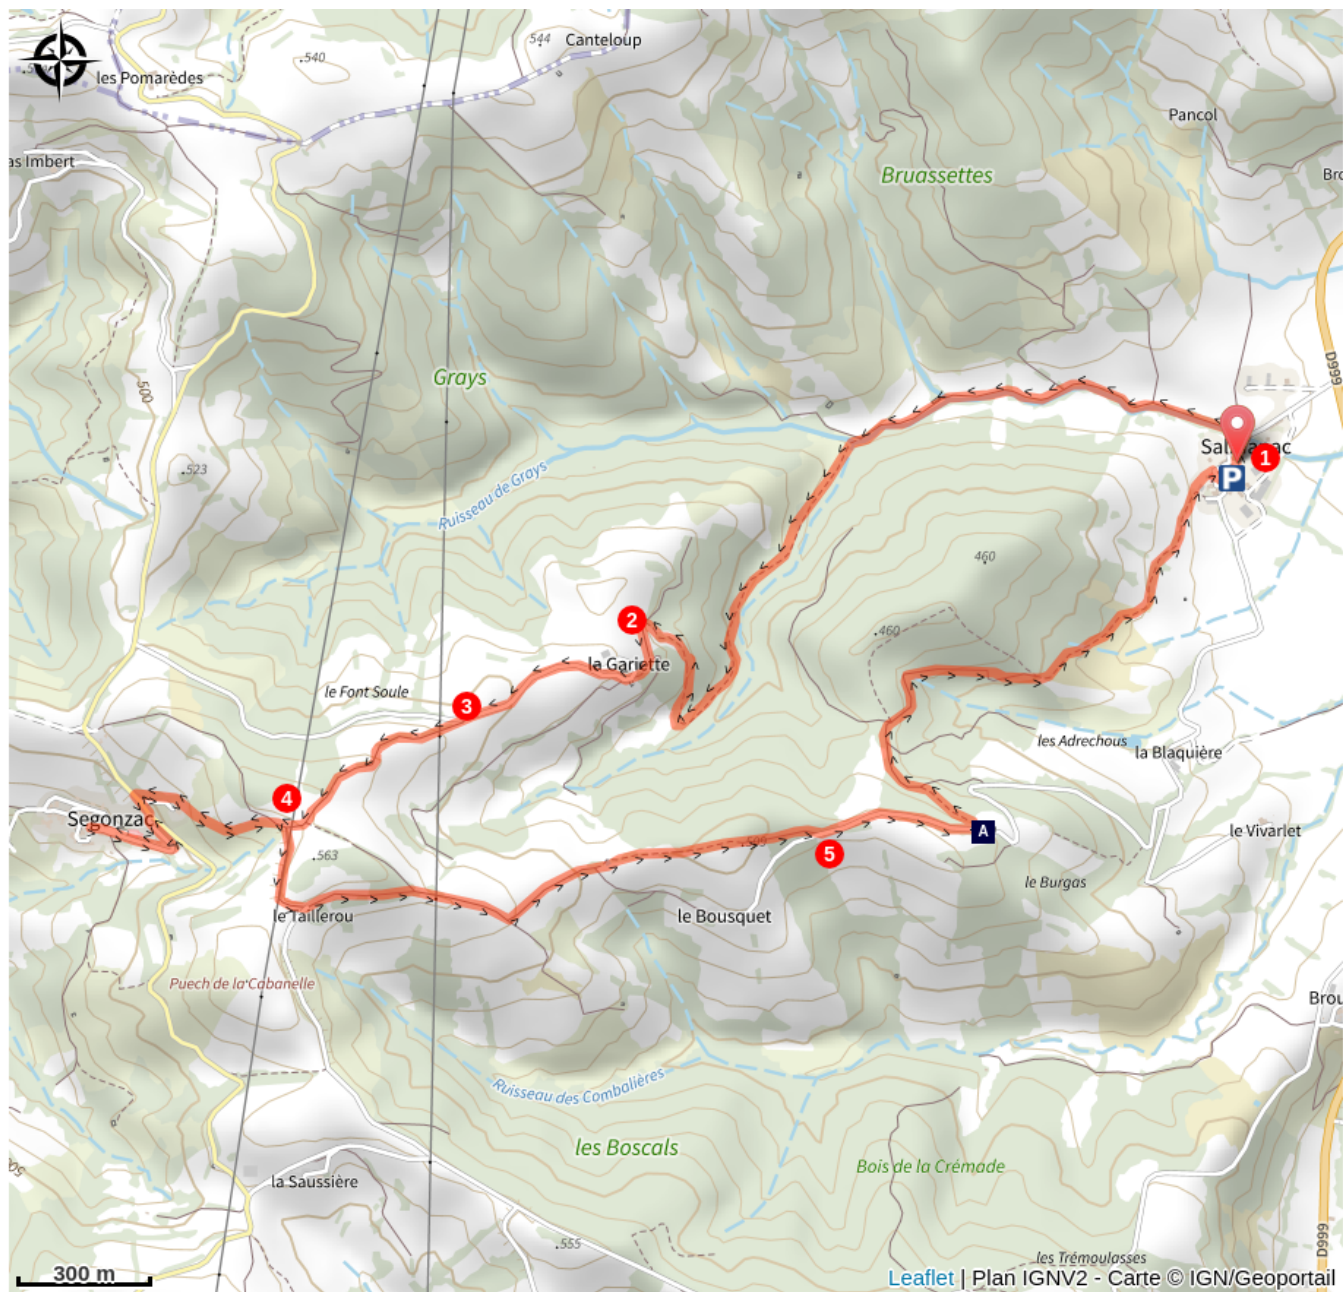 544
Canteloup
540
les Pomarèdes
Pancol
as Imbert
Bruassettes
Bro
D999
500
Grays
Salvanac
1
P
523
Ruisseau de Grays
460
460
2
la Gariette
le Font Soule
3
les Adrechous
la Blaquière
4
Segonzac
A
le Vivarlet
563
5
le Burgas
le Taillerou
le Bousquet
Puech de la Cabanelle
Brou
Ruisseau des Combalières
les Boscals
Bois de la Crémade
la Saussière
D999
555
les Trémoulasses
300 m
Leaflet | Plan IGNV2 - Carte © IGN/Geoportail